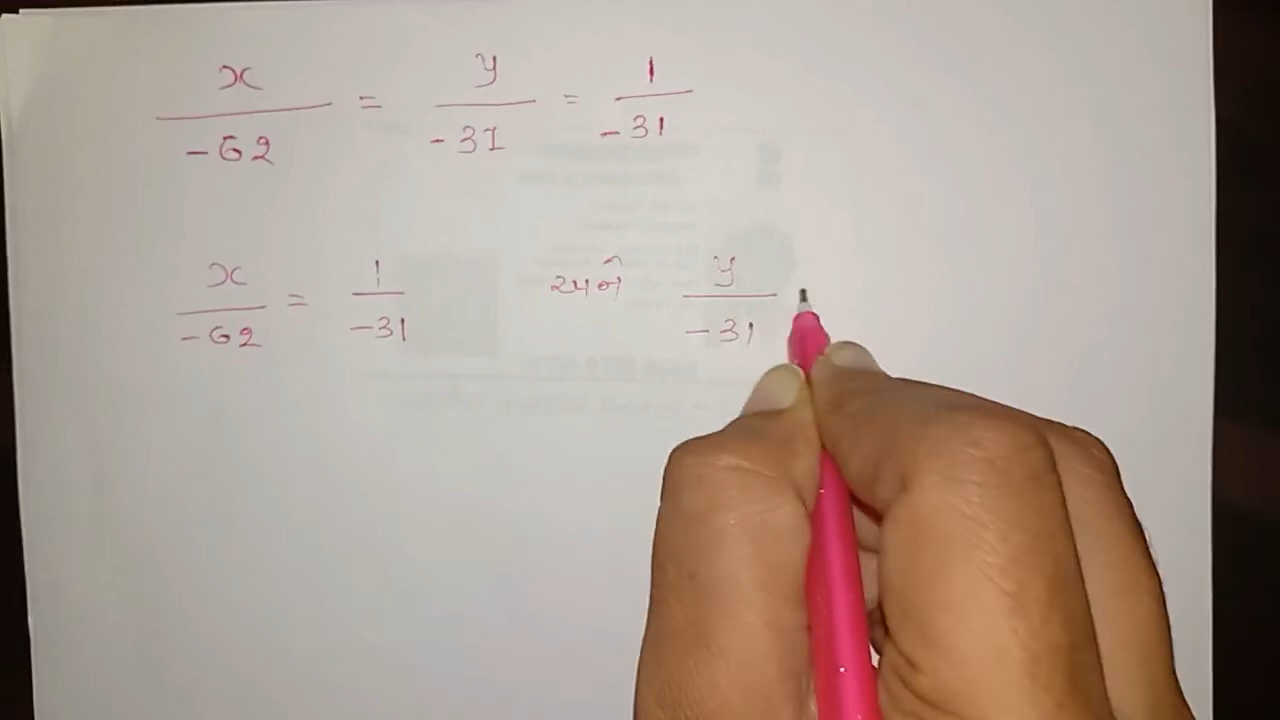 x/-62 = y/-31 = 1/-31
x/-62 = 1/-31 અને y/-31